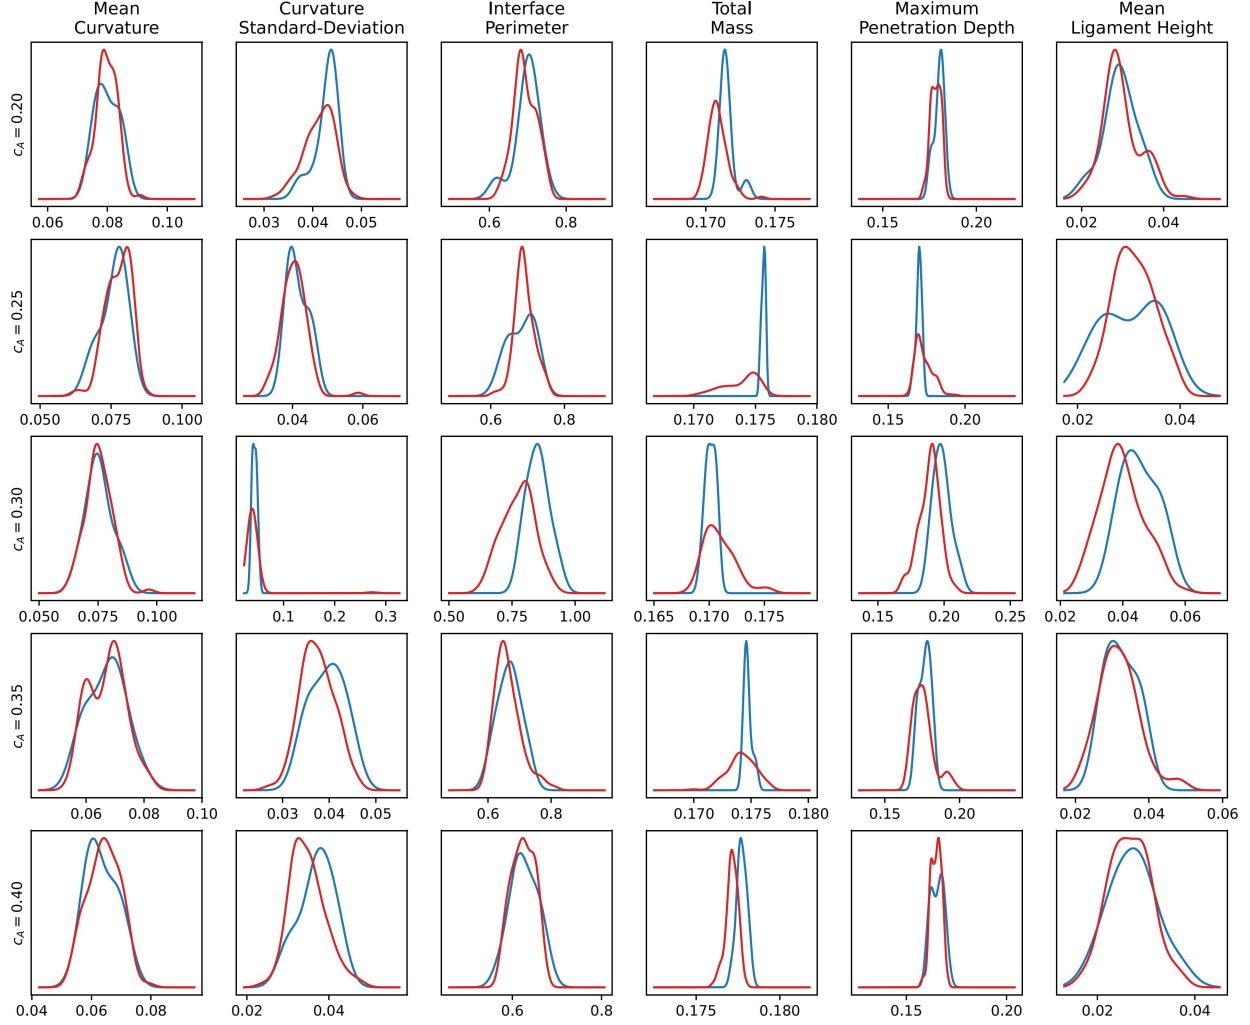 Mean
Curvature
Curvature
Standard-Deviation
Interface
Perimeter
Total
Mass
Maximum
Penetration Depth
Mean
Ligament Height
c_A = 0.20
0.06 0.08 0.10
0.03 0.04 0.05
0.6 0.8
0.170 0.175
0.15 0.20
0.02 0.04
c_A = 0.25
0.050 0.075 0.100
0.04 0.06
0.6 0.8
0.170 0.175 0.180
0.15 0.20
0.02 0.04
c_A = 0.30
0.050 0.075 0.100
0.1 0.2 0.3
0.50 0.75 1.00
0.165 0.170 0.175
0.15 0.20 0.25
0.02 0.04 0.06
c_A = 0.35
0.06 0.08 0.10
0.03 0.04 0.05
0.6 0.8
0.170 0.175 0.180
0.15 0.20
0.02 0.04 0.06
c_A = 0.40
0.04 0.06 0.08
0.02 0.04
0.6 0.8
0.175 0.180
0.15 0.20
0.02 0.04